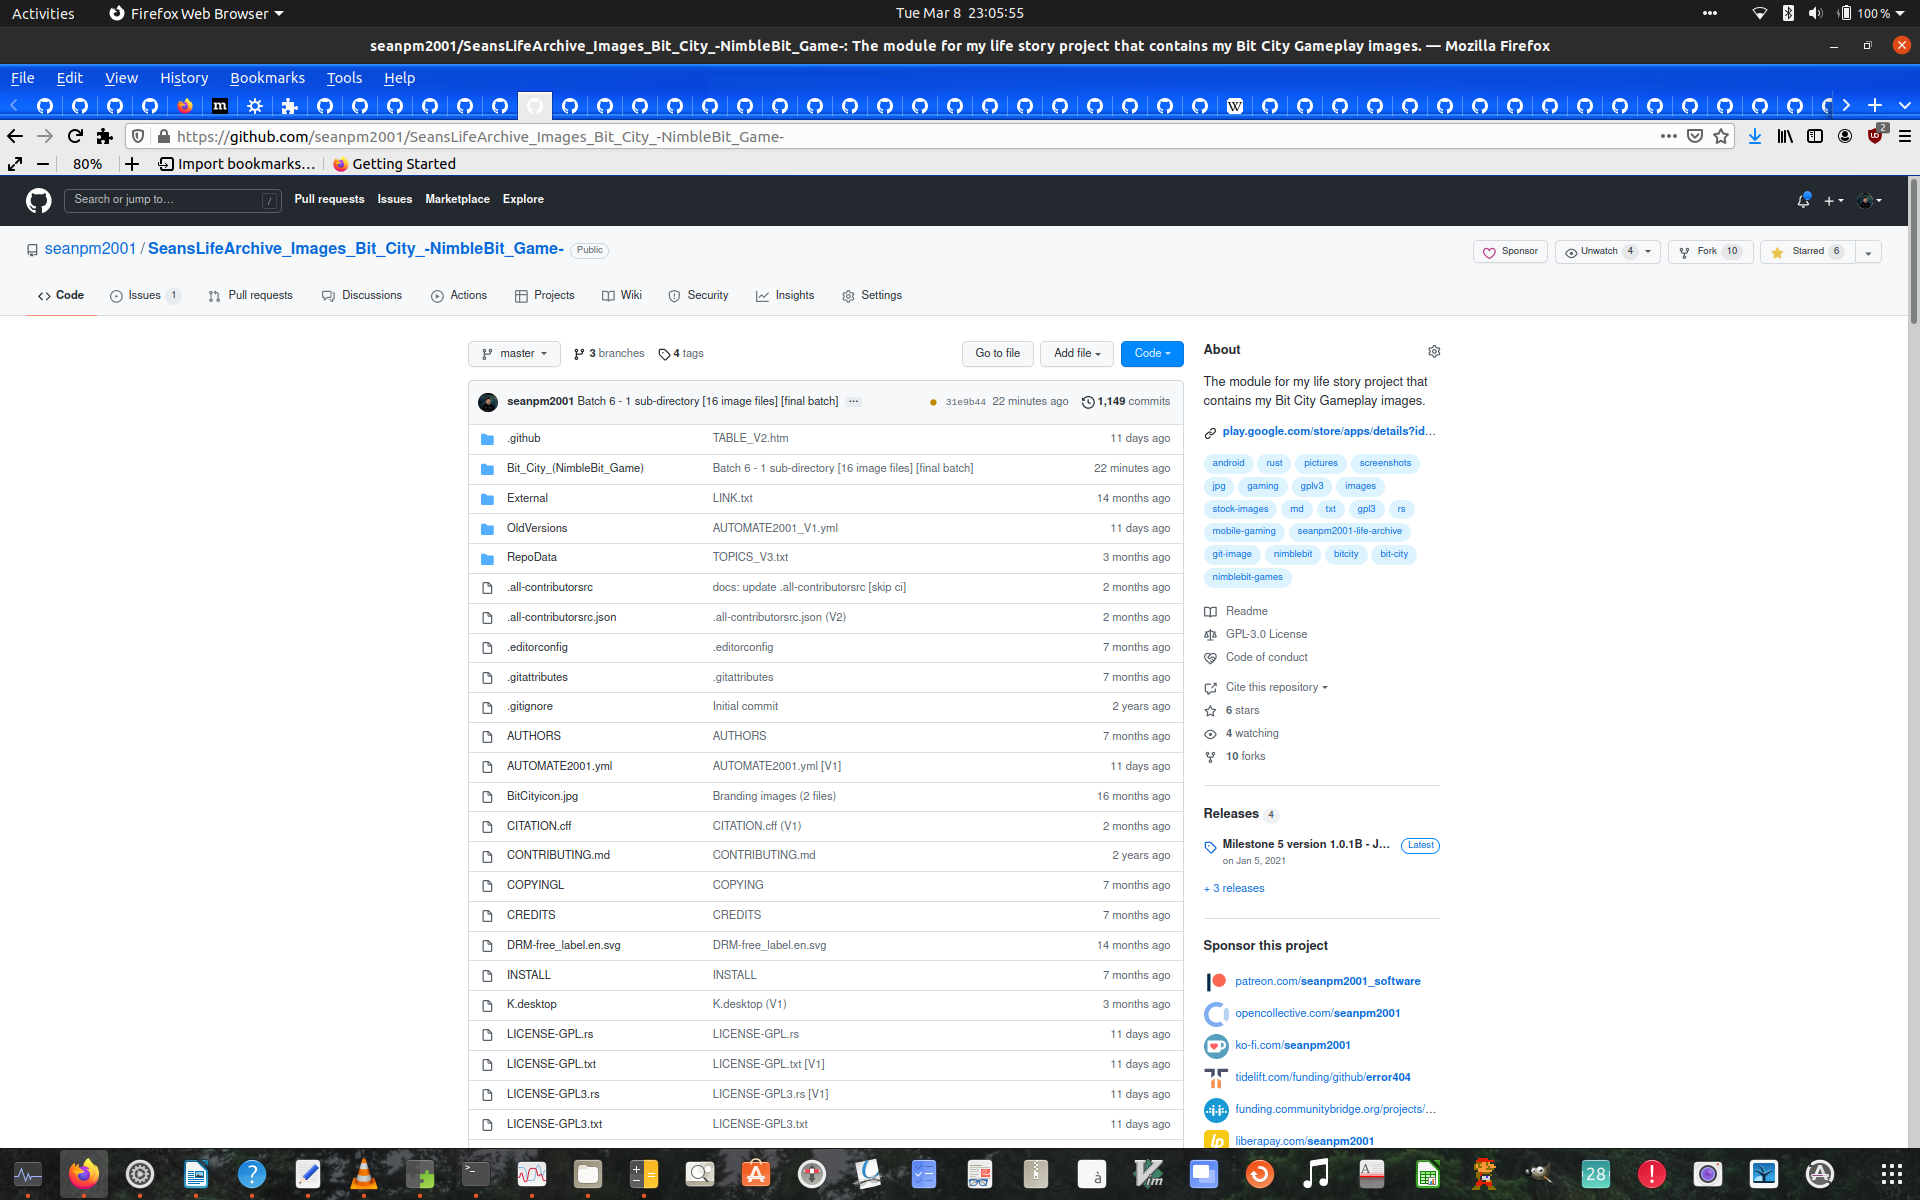 Activities Firefox Web Browser Tue Mar 8 23:05:55 100 %
seanpm2001/SeansLifeArchive_Images_Bit_City_-NimbleBit_Game-: The module for my life story project that contains my Bit City Gameplay images. — Mozilla Firefox
File Edit View History Bookmarks Tools Help
https://github.com/seanpm2001/SeansLifeArchive_Images_Bit_City_-NimbleBit_Game- 2
80% Import bookmarks… Getting Started
Search or jump to… / Pull requests Issues Marketplace Explore
seanpm2001 / SeansLifeArchive_Images_Bit_City_-NimbleBit_Game- Public Sponsor Unwatch 4 Fork 10 Starred 6
Code Issues 1 Pull requests Discussions Actions Projects Wiki Security Insights Settings
master 3 branches 4 tags Go to file Add file Code
seanpm2001 Batch 6 - 1 sub-directory [16 image files] [final batch] … 31e9b44 22 minutes ago 1,149 commits
.github TABLE_V2.htm 11 days ago
Bit_City_(NimbleBit_Game) Batch 6 - 1 sub-directory [16 image files] [final batch] 22 minutes ago
External LINK.txt 14 months ago
OldVersions AUTOMATE2001_V1.yml 11 days ago
RepoData TOPICS_V3.txt 3 months ago
.all-contributorsrc docs: update .all-contributorsrc [skip ci] 2 months ago
.all-contributorsrc.json .all-contributorsrc.json (V2) 2 months ago
.editorconfig .editorconfig 7 months ago
.gitattributes .gitattributes 7 months ago
.gitignore Initial commit 2 years ago
AUTHORS AUTHORS 7 months ago
AUTOMATE2001.yml AUTOMATE2001.yml [V1] 11 days ago
BitCityicon.jpg Branding images (2 files) 16 months ago
CITATION.cff CITATION.cff (V1) 2 months ago
CONTRIBUTING.md CONTRIBUTING.md 2 years ago
COPYINGL COPYING 7 months ago
CREDITS CREDITS 7 months ago
DRM-free_label.en.svg DRM-free_label.en.svg 14 months ago
INSTALL INSTALL 7 months ago
K.desktop K.desktop (V1) 3 months ago
LICENSE-GPL.rs LICENSE-GPL.rs 11 days ago
LICENSE-GPL.txt LICENSE-GPL.txt [V1] 11 days ago
LICENSE-GPL3.rs LICENSE-GPL3.rs [V1] 11 days ago
LICENSE-GPL3.txt LICENSE-GPL3.txt 11 days ago
About
The module for my life story project that
contains my Bit City Gameplay images.
play.google.com/store/apps/details?id…
android rust pictures screenshots
jpg gaming gplv3 images
stock-images md txt gpl3 rs
mobile-gaming seanpm2001-life-archive
git-image nimblebit bitcity bit-city
nimblebit-games
Readme
GPL-3.0 License
Code of conduct
Cite this repository
6 stars
4 watching
10 forks
Releases 4
Milestone 5 version 1.0.1B - J… Latest
on Jan 5, 2021
+ 3 releases
Sponsor this project
patreon.com/seanpm2001_software
opencollective.com/seanpm2001
ko-fi.com/seanpm2001
tidelift.com/funding/github/error404
funding.communitybridge.org/projects/…
liberapay.com/seanpm2001
28